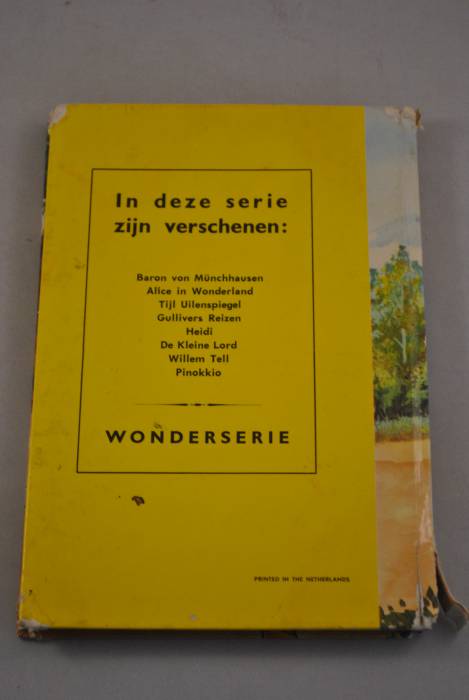 In deze serie
zijn verschenen:
Baron von Münchhausen
Alice in Wonderland
Tijl Uilenspiegel
Gullivers Reizen
Heidi
De Kleine Lord
Willem Tell
Pinokkio
WONDERSERIE
PRINTED IN THE NETHERLANDS